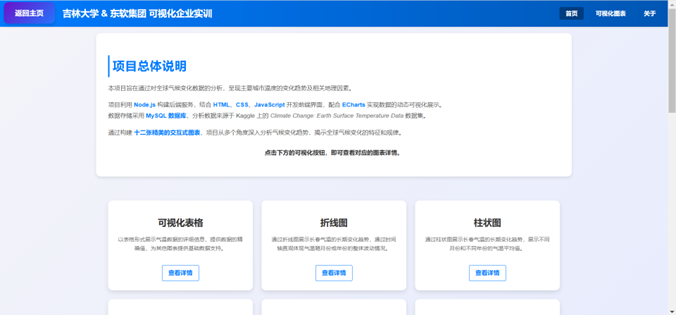 返回主页
吉林大学 & 东软集团 可视化企业实训
首页
可视化图表
关于
项目总体说明
本项目旨在通过对全球气候变化数据的分析，呈现主要城市温度的变化趋势及相关地理因素。
项目利用 Node.js 构建后端服务，结合 HTML、CSS、JavaScript 开发前端界面，配合 ECharts 实现数据的动态可视化展示。
数据存储采用 MySQL 数据库，分析数据来源于 Kaggle 上的 Climate Change: Earth Surface Temperature Data 数据集。
通过构建 十二张精美的交互式图表，项目从多个角度深入分析气候变化趋势，揭示全球气候变化的特征和规律。
点击下方的可视化按钮，即可查看对应的图表详情。
可视化表格
以表格形式展示气温数据的详细信息，提供数据的精
确值，为其他图表提供基础数据支持。
查看详情
折线图
通过折线图展示长春气温的长期变化趋势，通过时间
轴直观体现气温随月份或年份的整体波动情况。
查看详情
柱状图
通过柱状图展示长春气温的长期变化趋势，展示不同
月份和不同年份的气温平均值。
查看详情